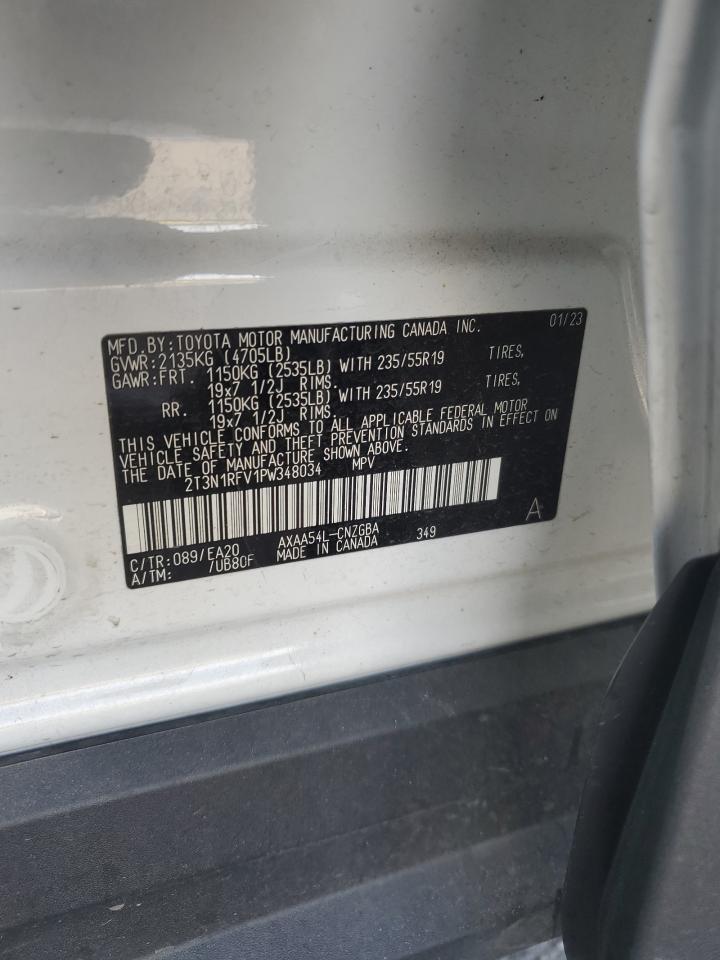 MFD.BY:TOYOTA MOTOR MANUFACTURING CANADA INC. 01/23
GVWR:2135KG (4705LB)
GAWR:FRT. 1150KG (2535LB) WITH 235/55R19 TIRES,
19x7 1/2J RIMS.
RR. 1150KG (2535LB) WITH 235/55R19 TIRES,
19x7 1/2J RIMS.
THIS VEHICLE CONFORMS TO ALL APPLICABLE FEDERAL MOTOR
VEHICLE SAFETY AND THEFT PREVENTION STANDARDS IN EFFECT ON
THE DATE OF MANUFACTURE SHOWN ABOVE.
2T3N1RFV1PW348034 MPV
C/TR:089/EA20 AXAA54L-CNZGBA 349 A
A/TM: /UB80F MADE IN CANADA